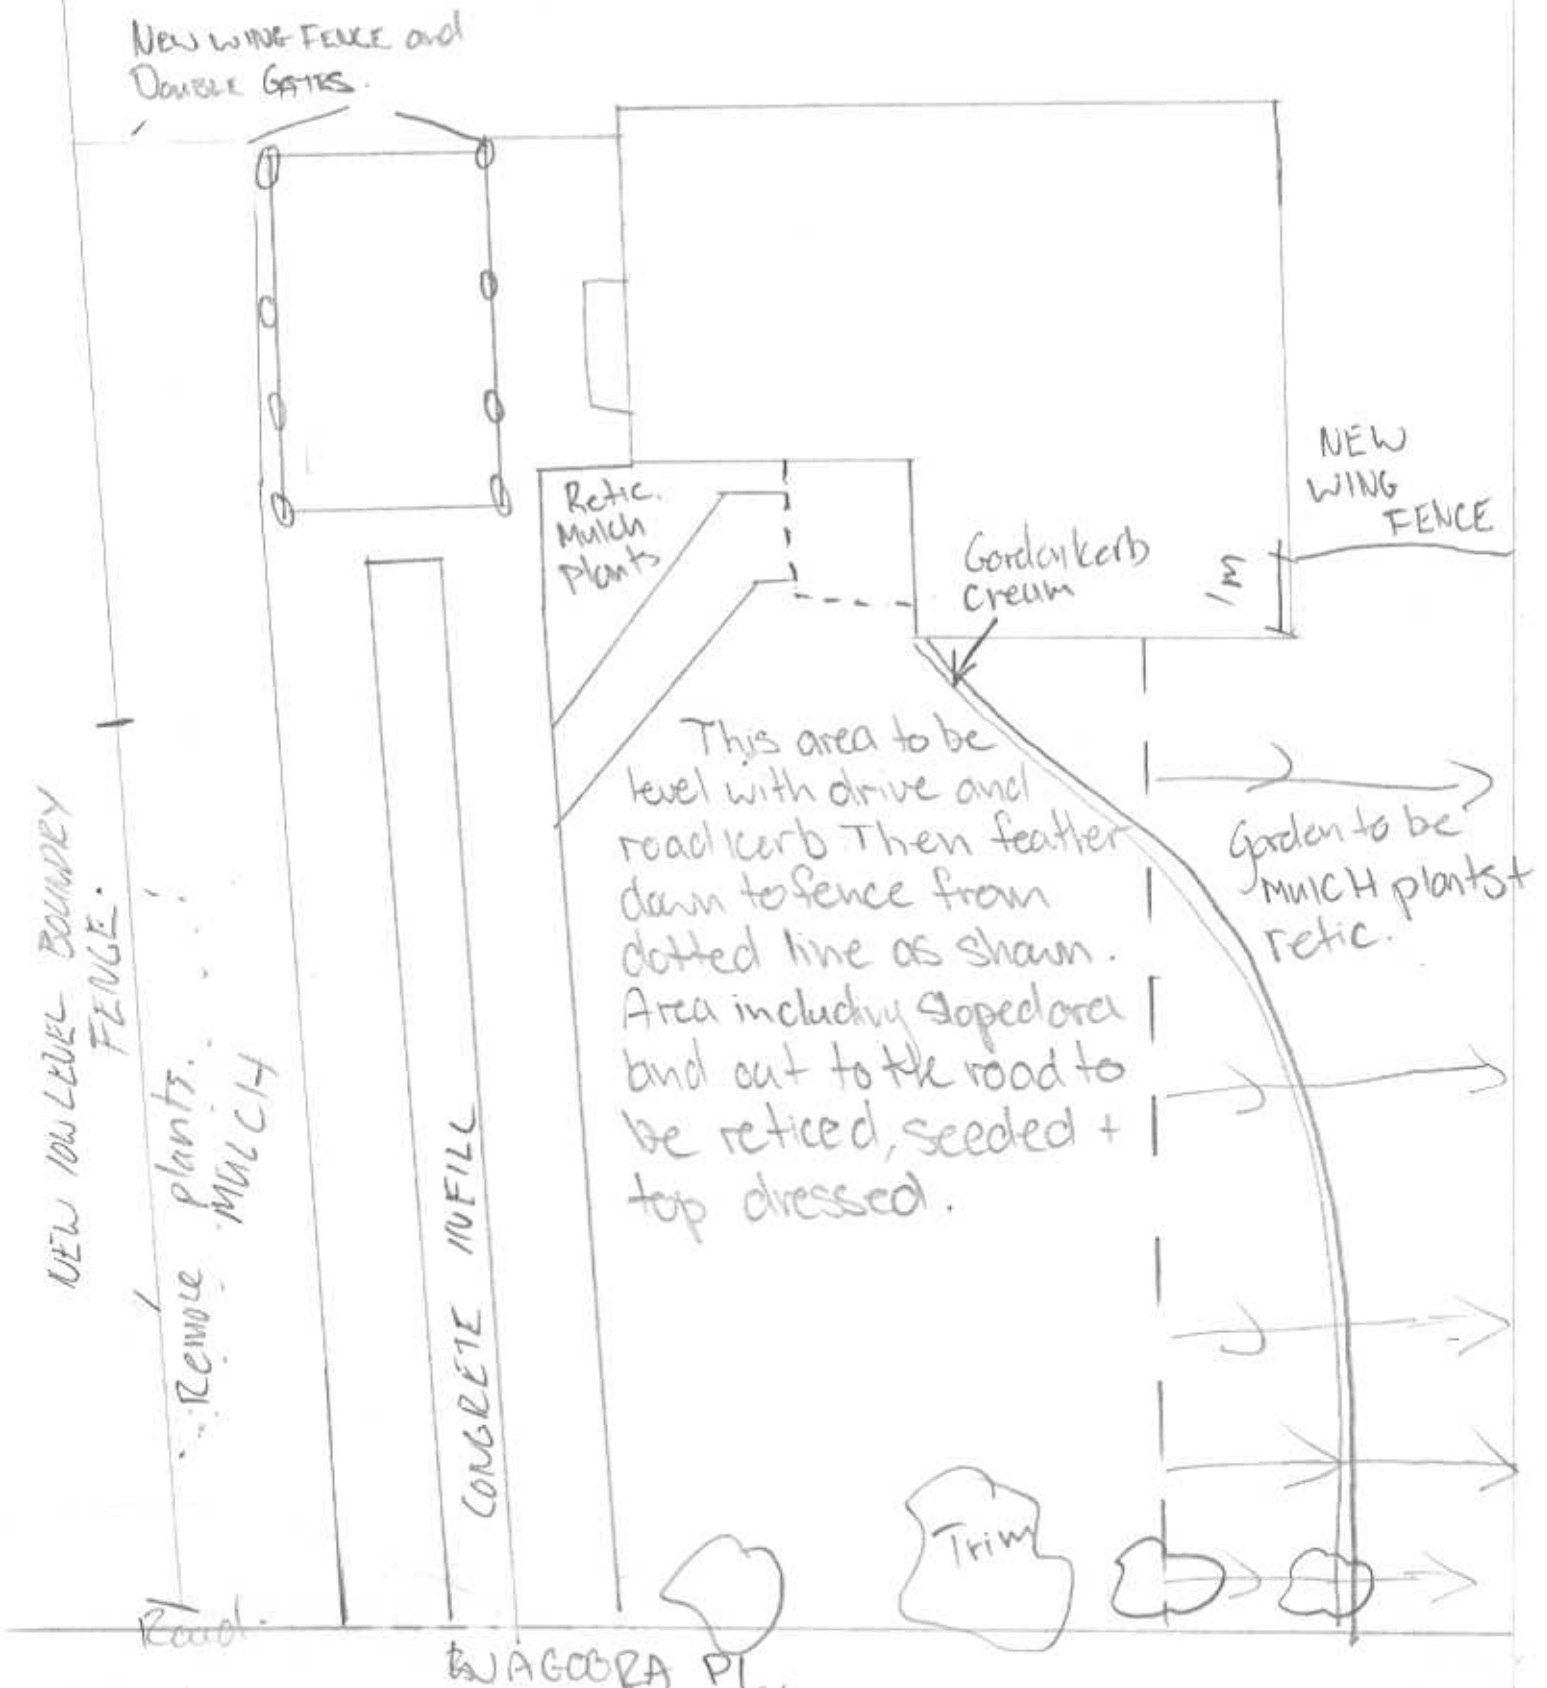 NEW WING FENCE and
DOUBLE GATES.
NEW
WING
FENCE
Retic.
Mulch
plants
Gardenkerb
Cream
1m
This area to be
level with drive and
road kerb Then feather
down to fence from
dotted line as shown.
Area including sloped area
and out to the road to
be reticed, seeded +
top dressed.
Garden to be
MULCH plants +
retic.
NEW LOW LEVEL BOUNDRY
FENCE.
Remove plants.
MULCH
CONCRETE INFILL
Trim
Road.
PL